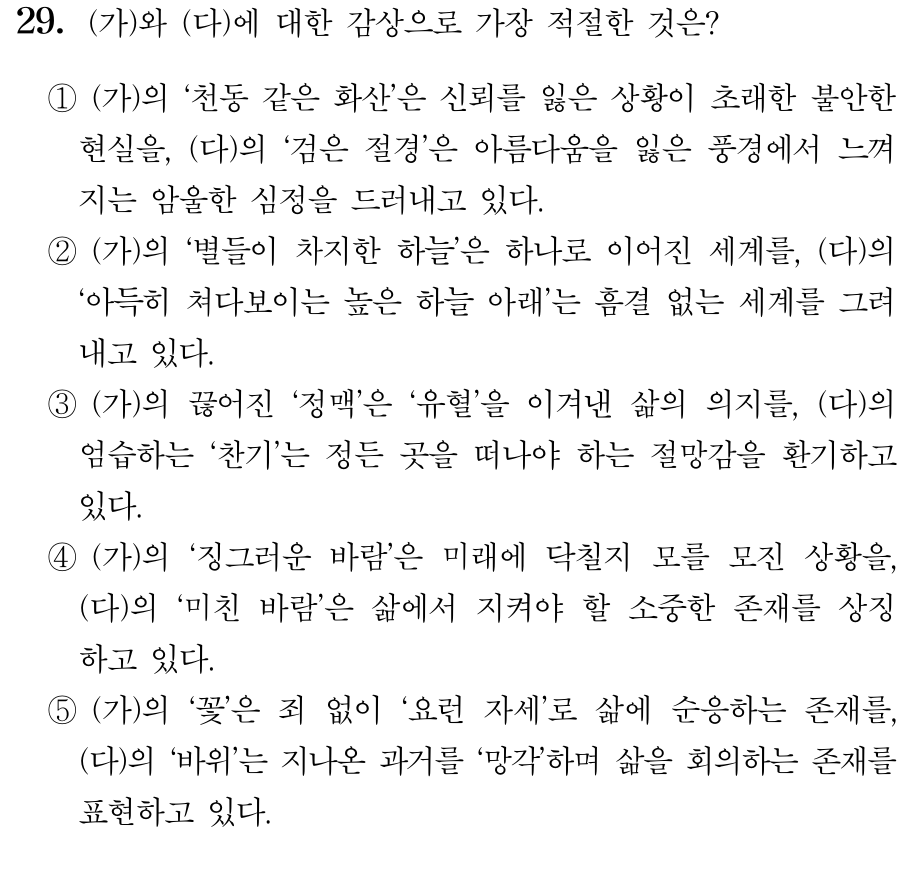 29. (가)와 (다)에 대한 감상으로 가장 적절한 것은?
① (가)의 ‘천동 같은 화산’은 신뢰를 잃은 상황이 초래한 불안한
현실을, (다)의 ‘검은 절경’은 아름다움을 잃은 풍경에서 느껴
지는 암울한 심정을 드러내고 있다.
② (가)의 ‘별들이 차지한 하늘’은 하나로 이어진 세계를, (다)의
‘아득히 쳐다보이는 높은 하늘 아래’는 흠결 없는 세계를 그려
내고 있다.
③ (가)의 끊어진 ‘정맥’은 ‘유혈’을 이겨낸 삶의 의지를, (다)의
엄습하는 ‘찬기’는 정든 곳을 떠나야 하는 절망감을 환기하고
있다.
④ (가)의 ‘징그러운 바람’은 미래에 닥칠지 모를 모진 상황을,
(다)의 ‘미친 바람’은 삶에서 지켜야 할 소중한 존재를 상징
하고 있다.
⑤ (가)의 ‘꽃’은 죄 없이 ‘요런 자세’로 삶에 순응하는 존재를,
(다)의 ‘바위’는 지나온 과거를 ‘망각’하며 삶을 회의하는 존재를
표현하고 있다.